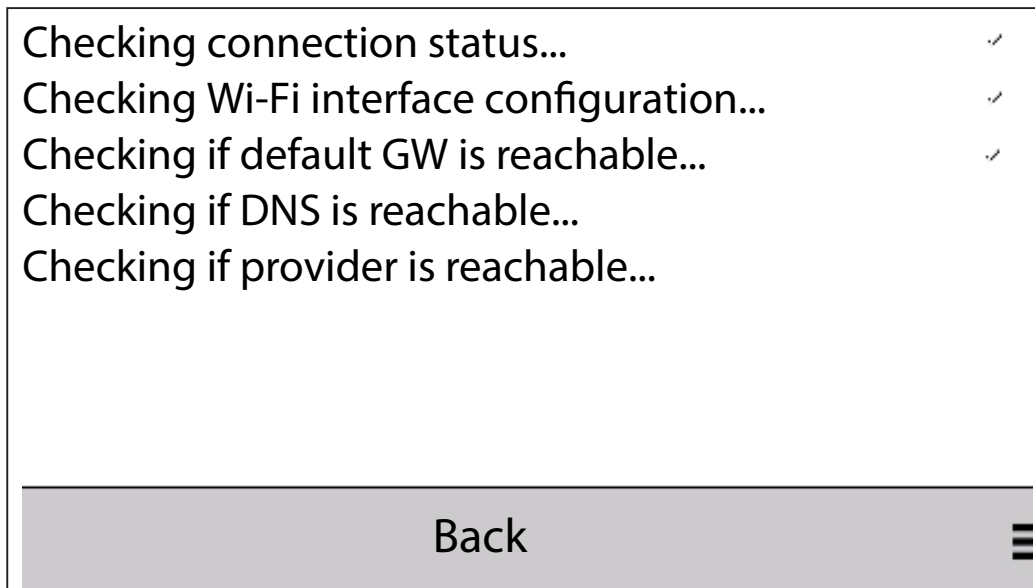 Checking connection status...
Checking Wi-Fi interface configuration...
Checking if default GW is reachable...
Checking if DNS is reachable...
Checking if provider is reachable...
Back